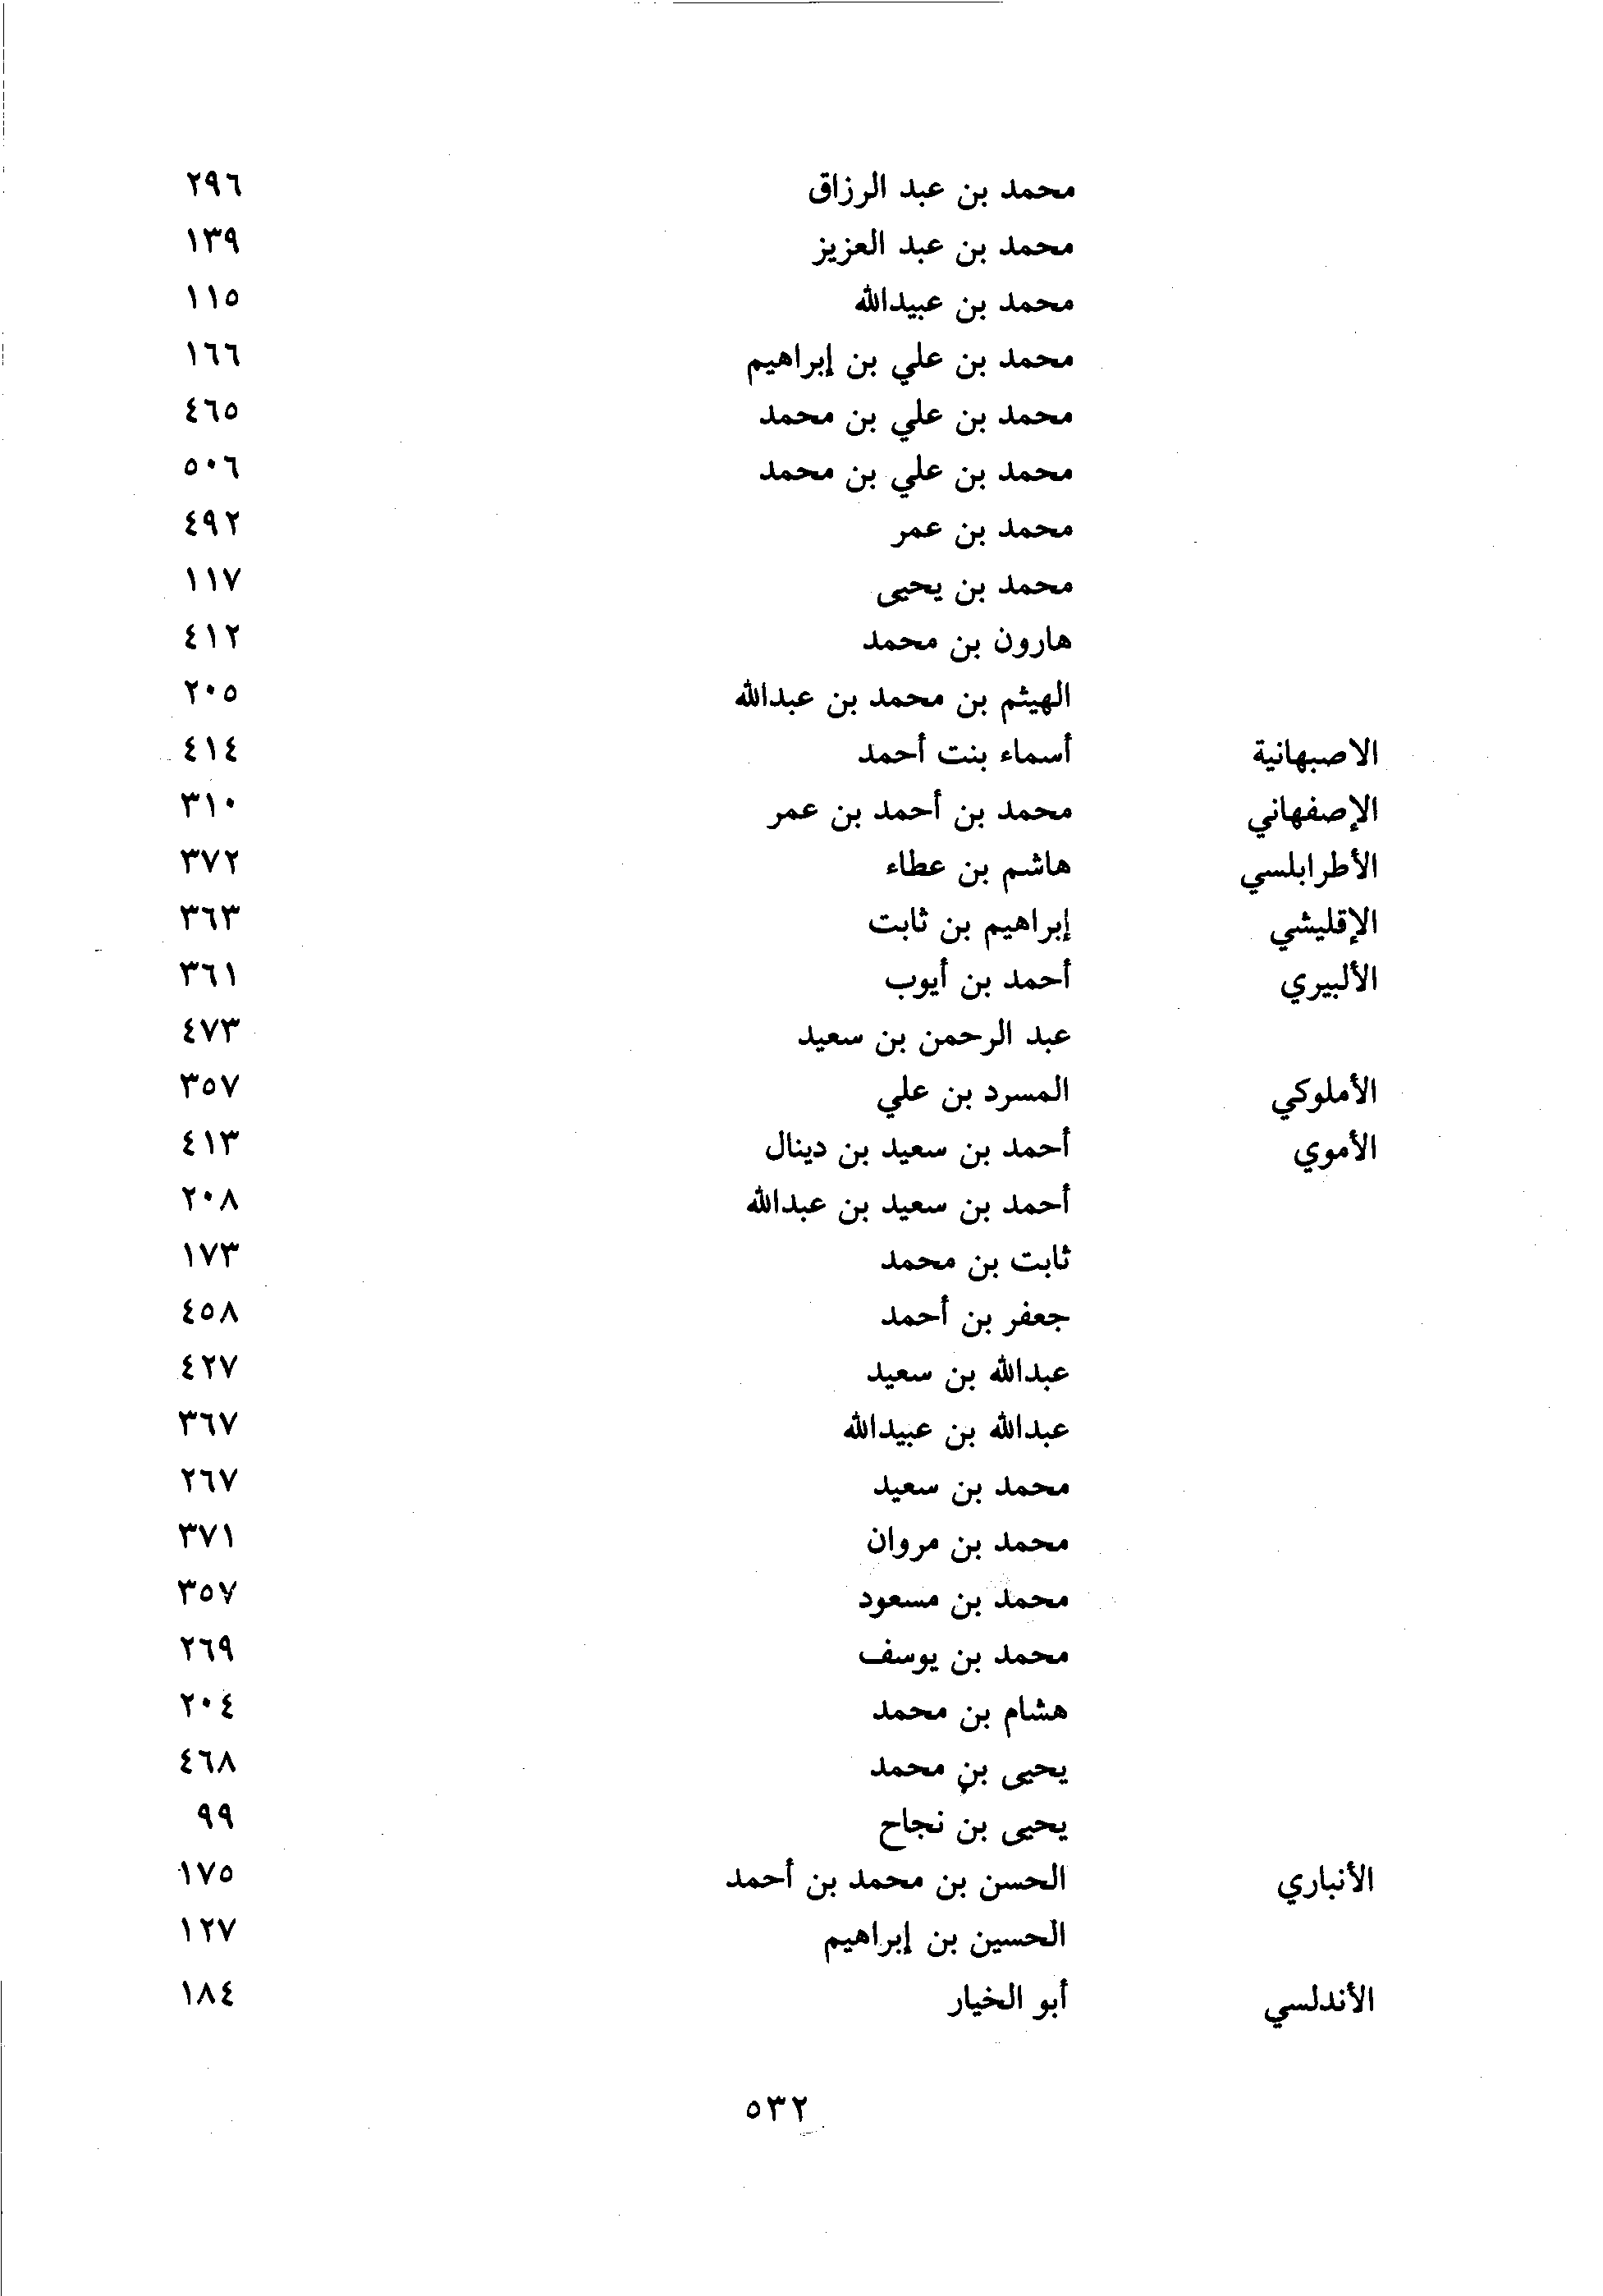 محمد بن عبد الرزاق ٢٩٦
محمد بن عبد العزيز ١٣٩
محمد بن عبيدالله ١١٥
محمد بن علي بن إبراهيم ١٦٦
محمد بن علي بن محمد ٤٦٥
محمد بن علي بن محمد ٥٠٦
محمد بن عمر ٤٩٢
محمد بن يحيى ١١٧
هارون بن محمد ٤١٢
الهيثم بن محمد بن عبدالله ٢٠٥
الاصبهانية أسماء بنت أحمد ٤١٤
الإصفهاني محمد بن أحمد بن عمر ٣١٠
الأطرابلسي هاشم بن عطاء ٣٧٢
الإقليشي إبراهيم بن ثابت ٣٦٣
الألبيري أحمد بن أيوب ٣٦١
عبد الرحمن بن سعيد ٤٧٣
الأملوكي المسرد بن علي ٣٥٧
الأموي أحمد بن سعيد بن دينال ٤١٣
أحمد بن سعيد بن عبدالله ٢٠٨
ثابت بن محمد ١٧٣
جعفر بن أحمد ٤٥٨
عبدالله بن سعيد ٤٢٧
عبدالله بن عبيدالله ٣٦٧
محمد بن سعيد ٢٦٧
محمد بن مروان ٣٧١
محمد بن مسعود ٣٥٧
محمد بن يوسف ٢٦٩
هشام بن محمد ٢٠٤
يحيى بن محمد ٤٦٨
يحيى بن نجاح ٩٩
الأنباري الحسن بن محمد بن أحمد ١٧٥
الحسين بن إبراهيم ١٢٧
الأندلسي أبو الخيار ١٨٤
٥٣٢